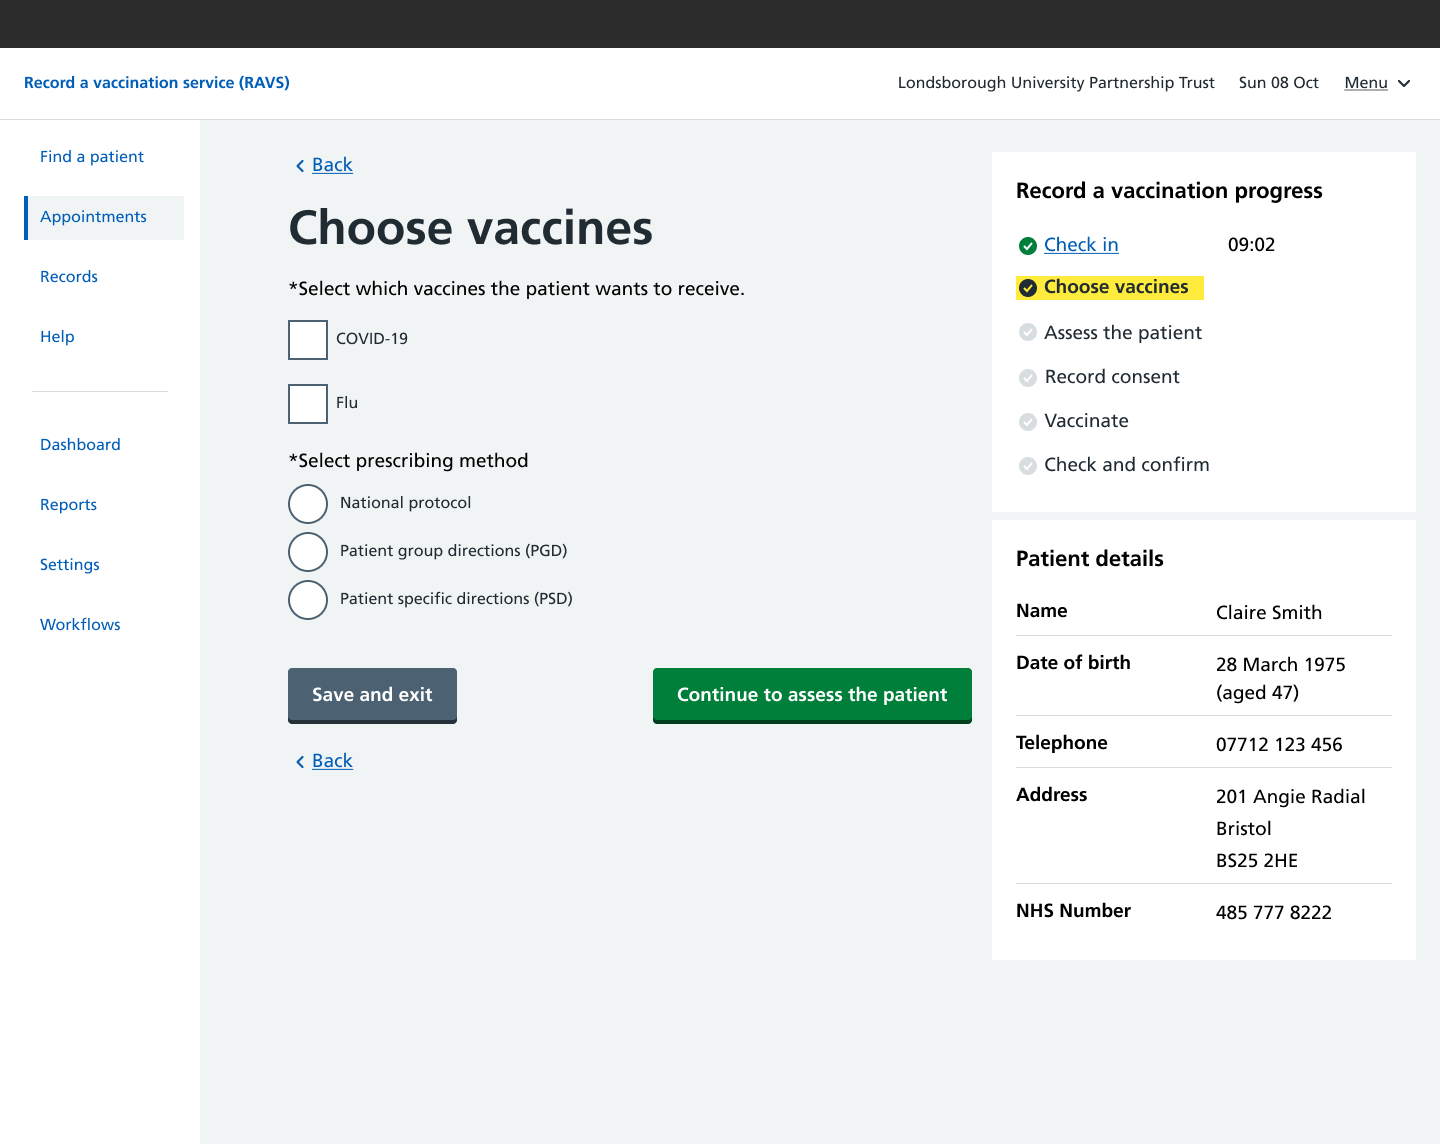 Record a vaccination service (RAVS)
Londsborough University Partnership Trust
Sun 08 Oct
Menu
Find a patient
Appointments
Records
Help
Dashboard
Reports
Settings
Workflows
Back
Choose vaccines
*Select which vaccines the patient wants to receive.
COVID-19
Flu
*Select prescribing method
National protocol
Patient group directions (PGD)
Patient specific directions (PSD)
Save and exit
Continue to assess the patient
Back
Record a vaccination progress
Check in 09:02
Choose vaccines
Assess the patient
Record consent
Vaccinate
Check and confirm
Patient details
Name Claire Smith
Date of birth 28 March 1975
(aged 47)
Telephone 07712 123 456
Address 201 Angie Radial
Bristol
BS25 2HE
NHS Number 485 777 8222